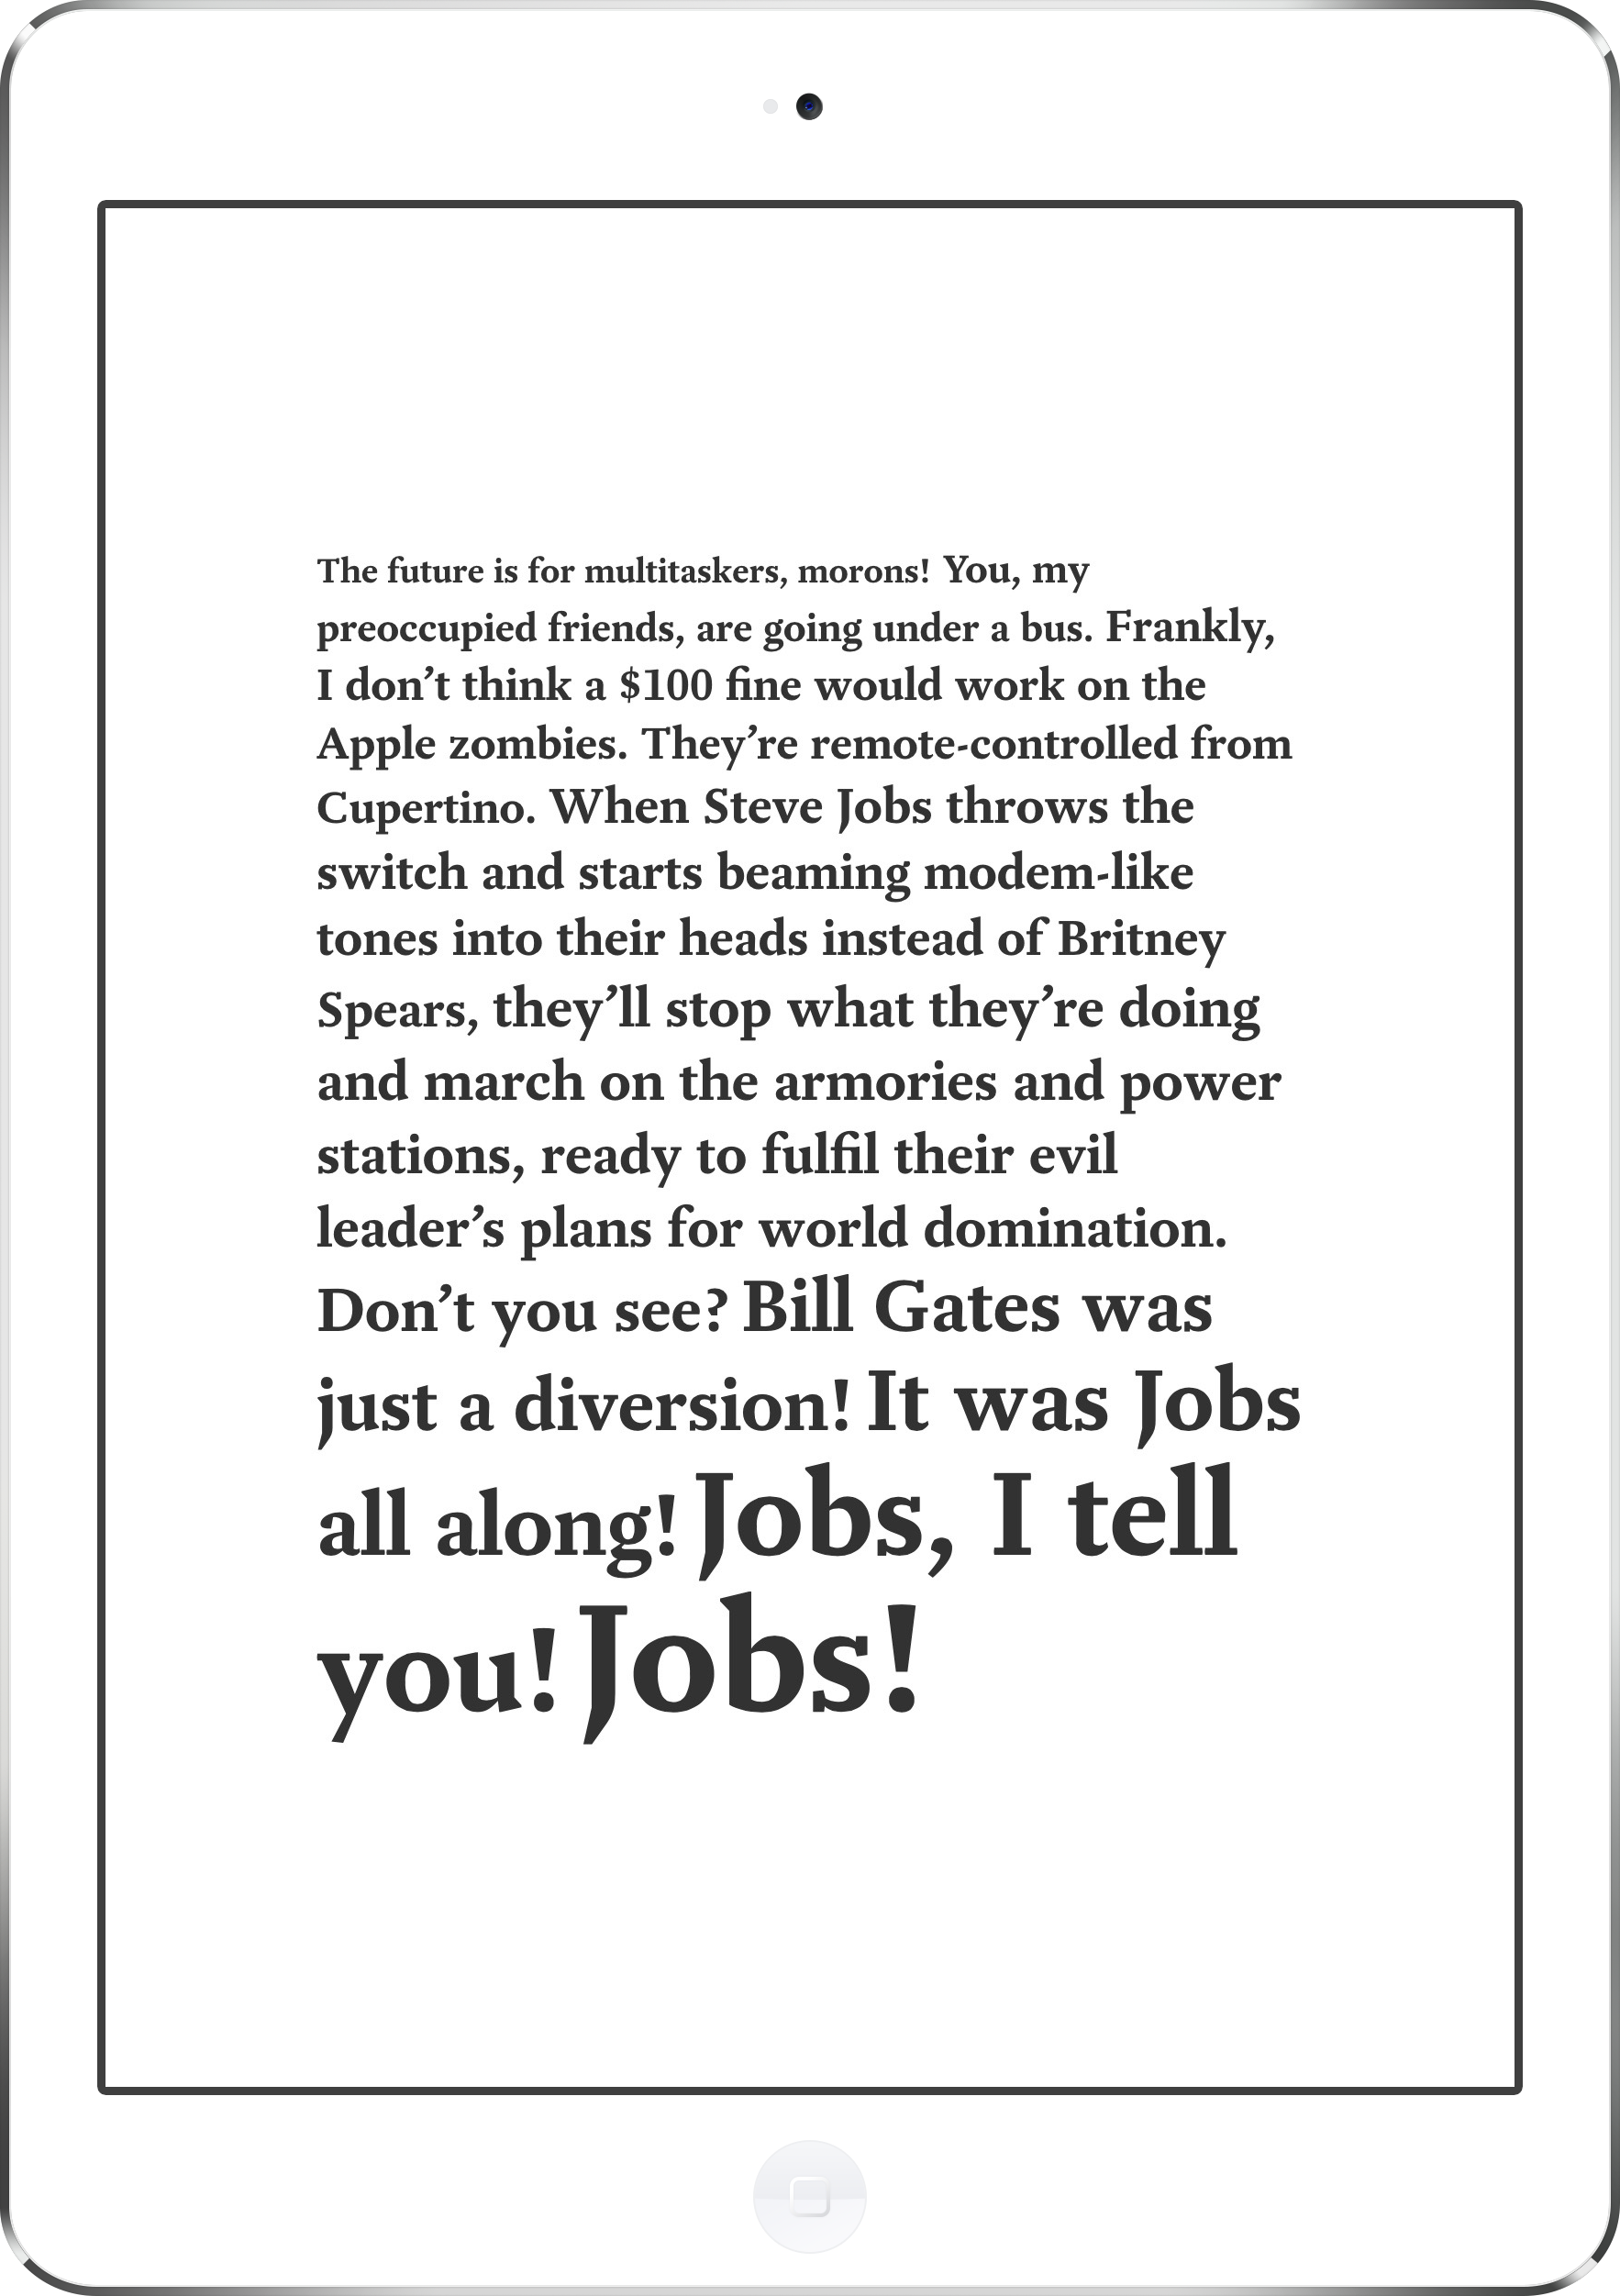 The future is for multitaskers, morons! You, my
preoccupied friends, are going under a bus. Frankly,
I don’t think a $100 fine would work on the
Apple zombies. They’re remote-controlled from
Cupertino. When Steve Jobs throws the
switch and starts beaming modem-like
tones into their heads instead of Britney
Spears, they’ll stop what they’re doing
and march on the armories and power
stations, ready to fulfil their evil
leader’s plans for world domination.
Don’t you see? Bill Gates was
just a diversion! It was Jobs
all along! Jobs, I tell
you! Jobs!